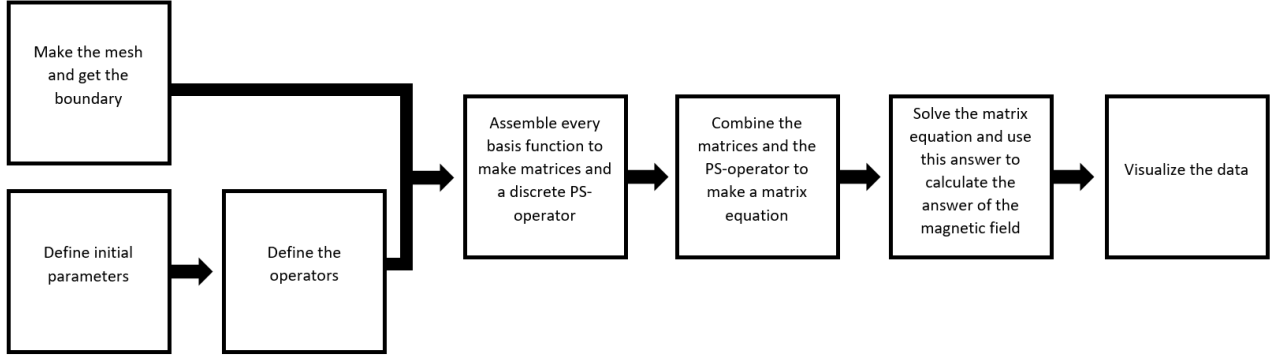 Make the mesh
and get the
boundary
Define initial
parameters
Define the
operators
Assemble every
basis function to
make matrices and
a discrete PS-
operator
Combine the
matrices and the
PS-operator to
make a matrix
equation
Solve the matrix
equation and use
this answer to
calculate the
answer of the
magnetic field
Visualize the data